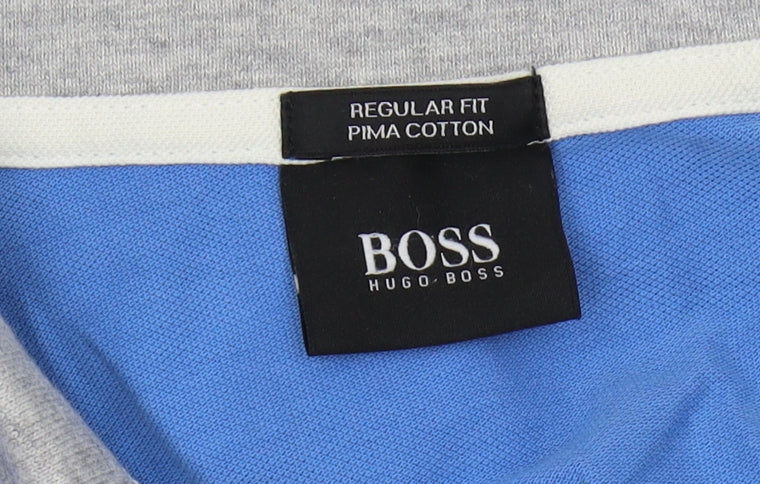 REGULAR FIT
PIMA COTTON
BOSS
HUGO BOSS